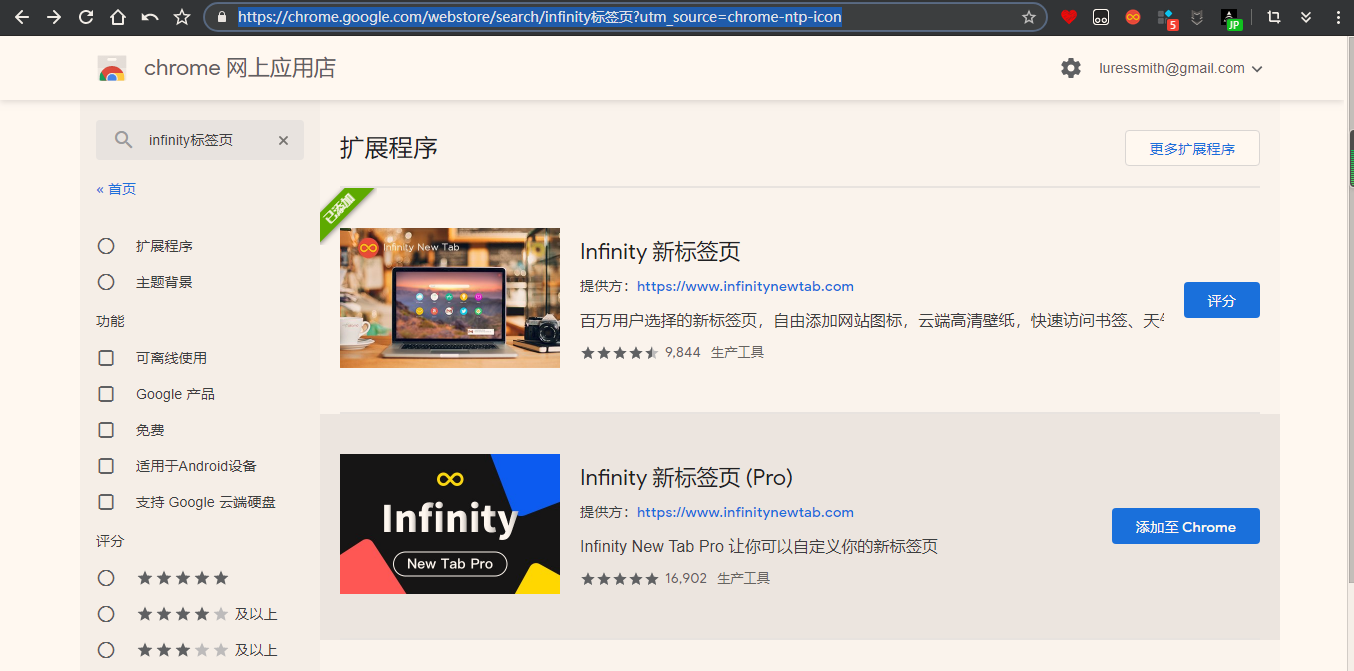 https://chrome.google.com/webstore/search/infinity标签页?utm_source=chrome-ntp-icon
5
JP
chrome 网上应用店
luressmith@gmail.com
infinity标签页
« 首页
扩展程序
主题背景
功能
可离线使用
Google 产品
免费
适用于Android设备
支持 Google 云端硬盘
评分
及以上
及以上
扩展程序
更多扩展程序
已添加
Infinity New Tab
Infinity 新标签页
提供方：https://www.infinitynewtab.com
百万用户选择的新标签页，自由添加网站图标，云端高清壁纸，快速访问书签、天
9,844 生产工具
评分
Infinity
New Tab Pro
Infinity 新标签页 (Pro)
提供方：https://www.infinitynewtab.com
Infinity New Tab Pro 让你可以自定义你的新标签页
16,902 生产工具
添加至 Chrome